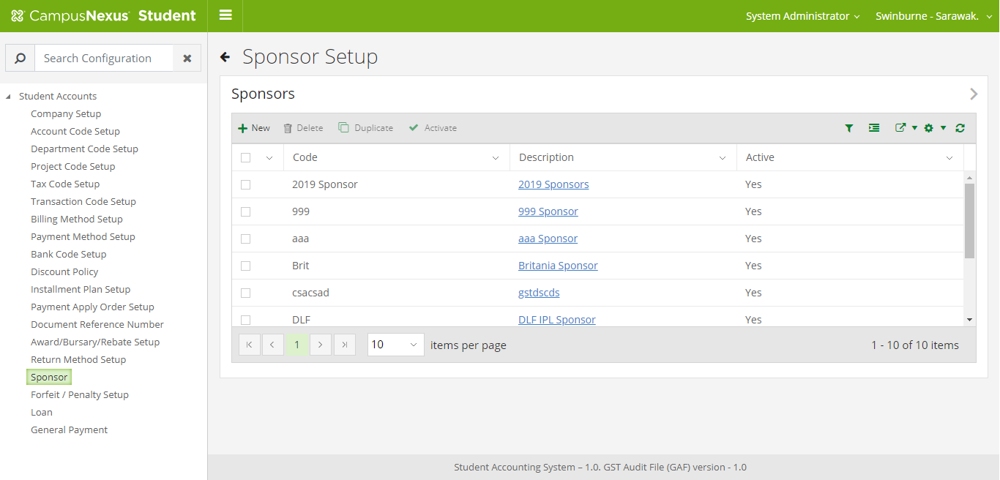 CampusNexus Student
System Administrator
Swinburne - Sarawak.
Search Configuration
Student Accounts
Company Setup
Account Code Setup
Department Code Setup
Project Code Setup
Tax Code Setup
Transaction Code Setup
Billing Method Setup
Payment Method Setup
Bank Code Setup
Discount Policy
Installment Plan Setup
Payment Apply Order Setup
Document Reference Number
Award/Bursary/Rebate Setup
Return Method Setup
Sponsor
Forfeit / Penalty Setup
Loan
General Payment
Sponsor Setup
Sponsors
New Delete Duplicate Activate
Code Description Active
2019 Sponsor 2019 Sponsors Yes
999 999 Sponsor Yes
aaa aaa Sponsor Yes
Brit Britania Sponsor Yes
csacsad gstdscds Yes
DLF DLF IPL Sponsor Yes
1 10 items per page 1 - 10 of 10 items
Student Accounting System – 1.0. GST Audit File (GAF) version - 1.0